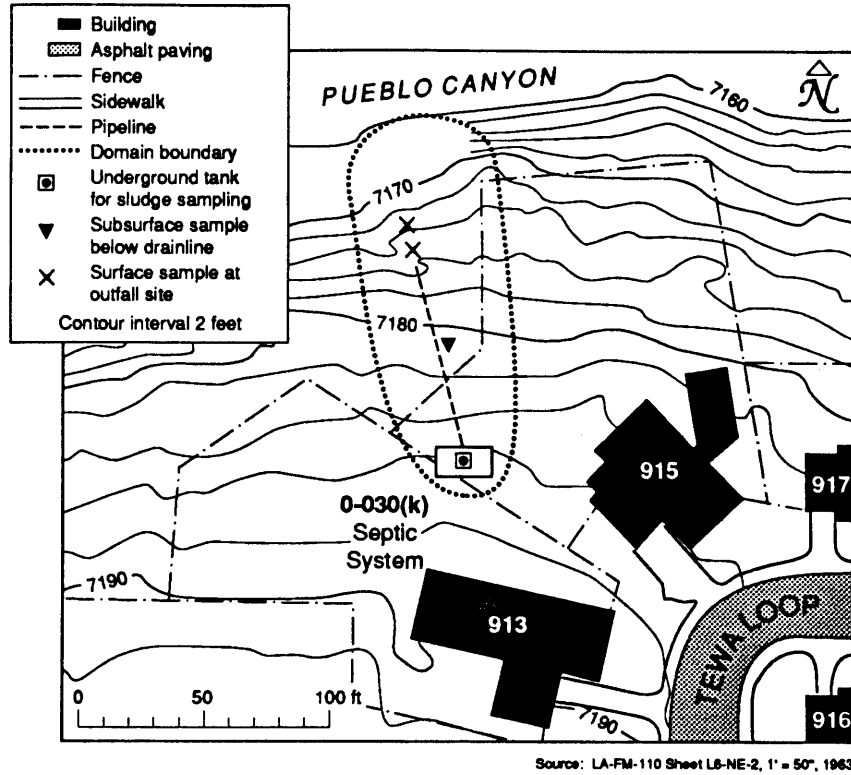 Building
Asphalt paving
Fence
Sidewalk
Pipeline
Domain boundary
Underground tank
for sludge sampling
Subsurface sample
below drainline
Surface sample at
outfall site
Contour interval 2 feet
PUEBLO CANYON
7160
N
7170
7180
915
917
0-030(k)
Septic
System
7190
913
TEWA LOOP
0 50 100 ft
7190
916
Source: LA-FM-110 Sheet L6-NE-2, 1' = 50", 1963